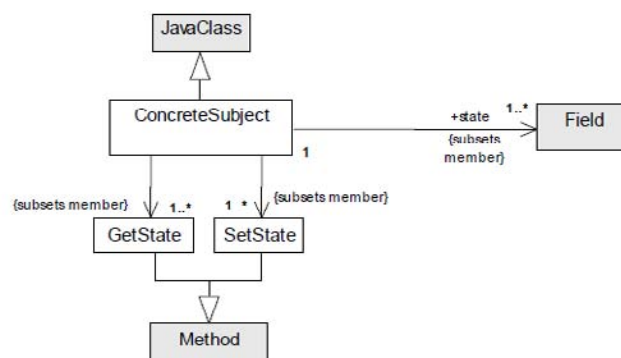 JavaClass
ConcreteSubject
+state
1..*
Field
{subsets
member}
1
{subsets member}
1..*
1 *
{subsets member}
GetState
SetState
Method